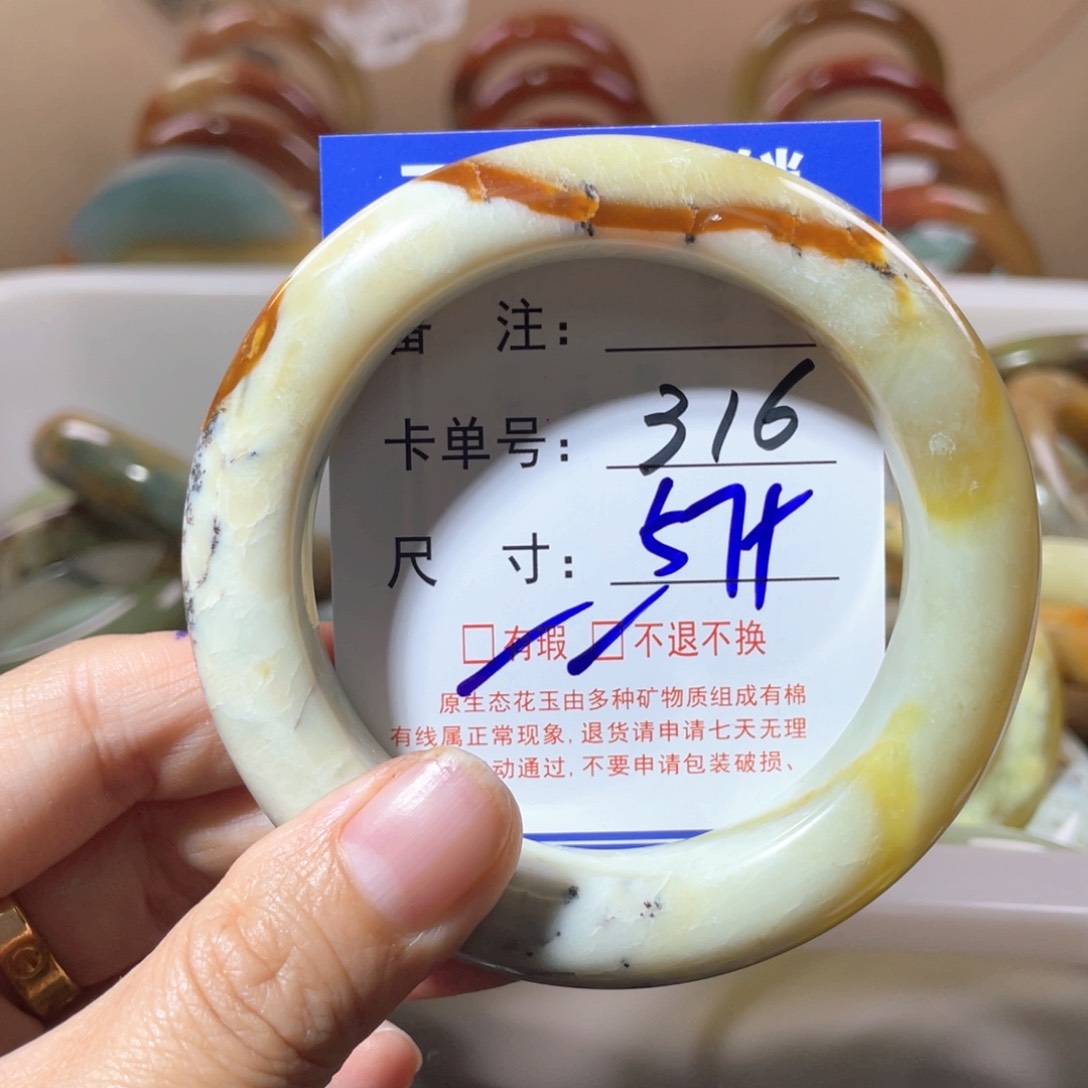 备 注：
卡单号： 316
尺 寸： 57H
有瑕 不退不换
原生态花玉由多种矿物质组成有棉
有线属正常现象，退货请申请七天无理
动通过，不要申请包装破损、